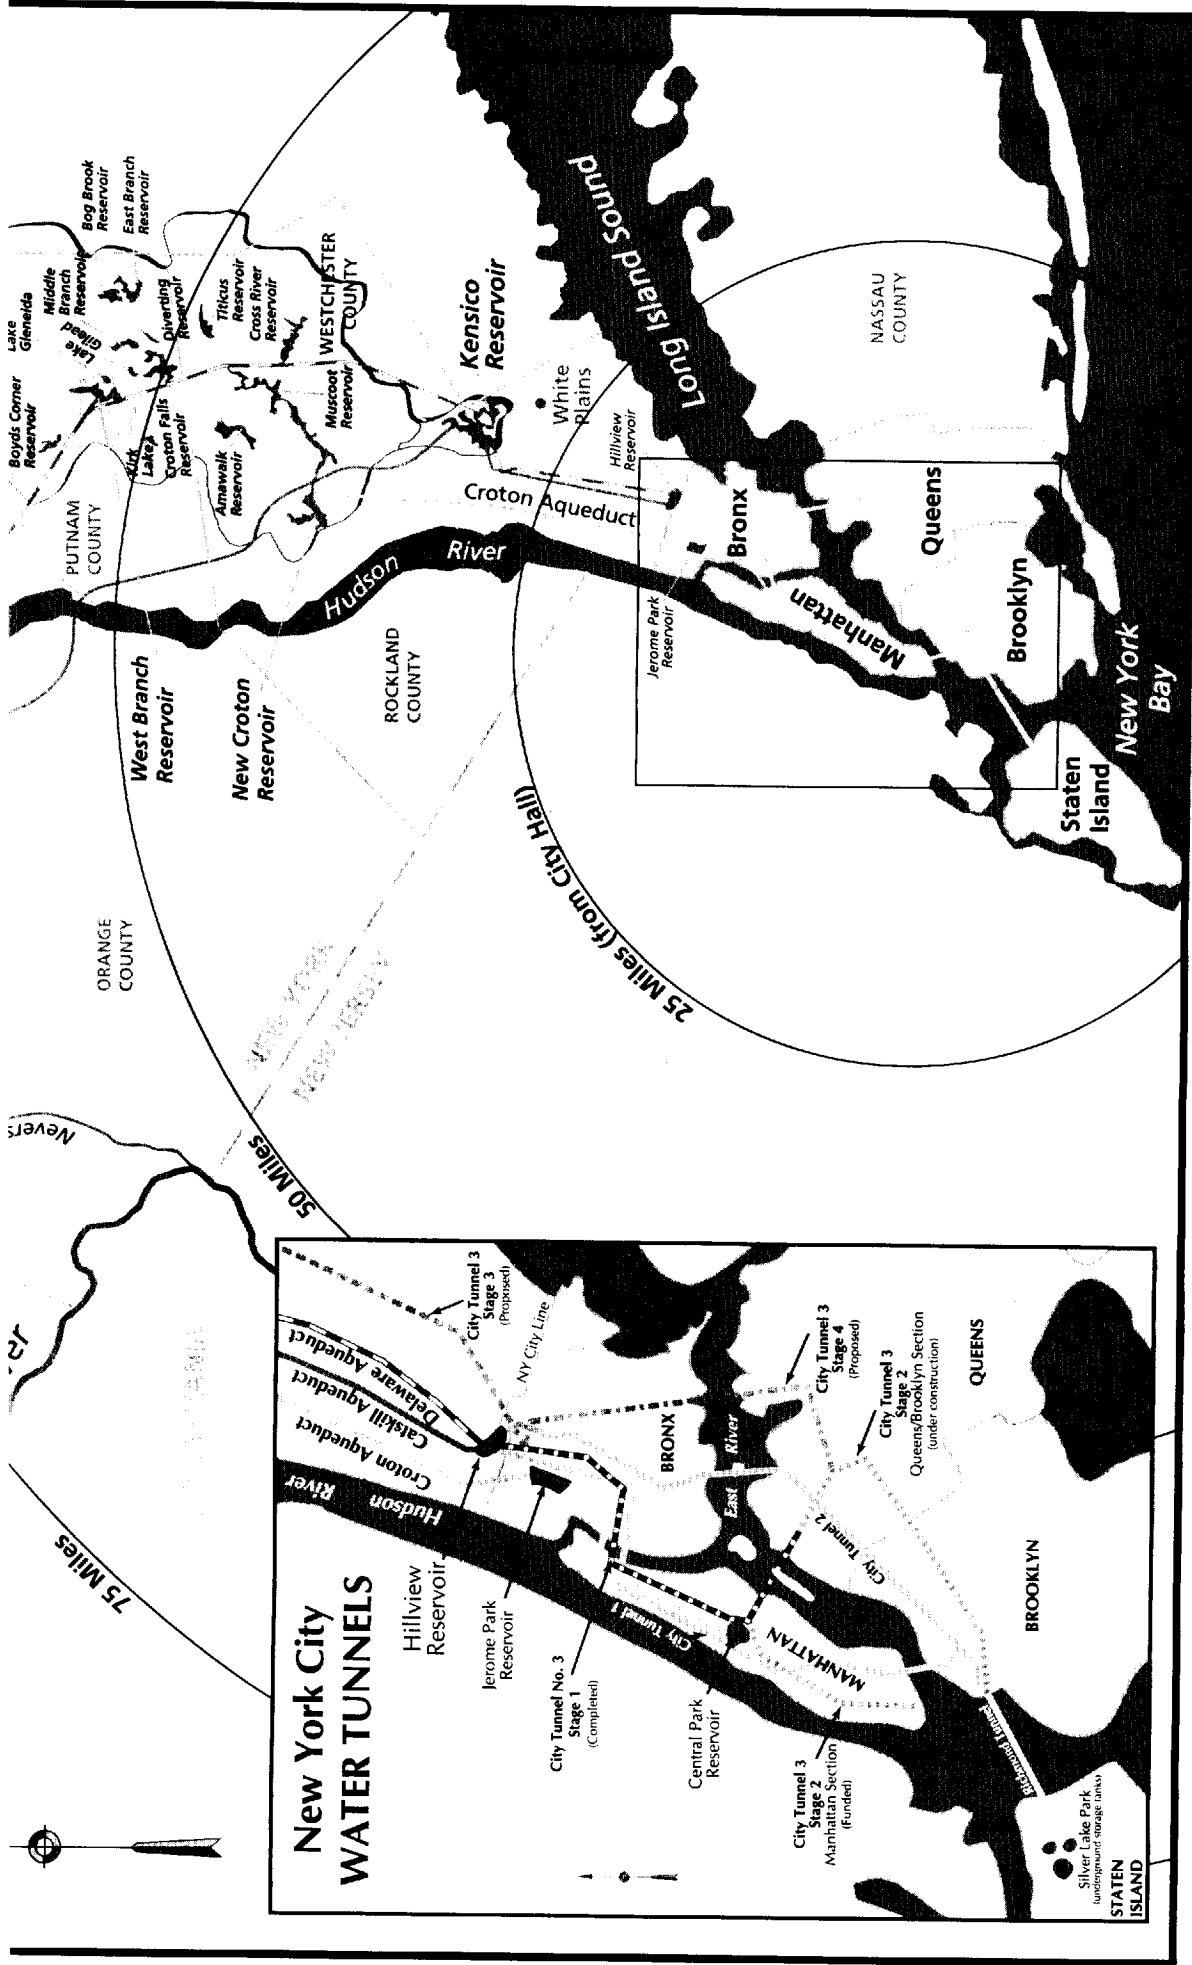 Bog Brook
Reservoir
East Branch
Reservoir
Middle
Branch
Reservoir
Lake
Gleneida
Lake
Gilead
Diverting
Reservoir
Titicus
Reservoir
Cross River
Reservoir
Boyds Corner
Reservoir
Kirk
Lake
Croton Falls
Reservoir
Amawalk
Reservoir
Muscoot
Reservoir
WESTCHESTER
COUNTY
PUTNAM
COUNTY
Kensico
Reservoir
White
Plains
Hillview
Reservoir
Croton Aqueduct
Long Island Sound
NASSAU
COUNTY
Hudson River
West Branch
Reservoir
New Croton
Reservoir
ROCKLAND
COUNTY
ORANGE
COUNTY
NEW YORK
NEW JERSEY
Jerome Park
Reservoir
Bronx
Manhattan
Queens
Brooklyn
Staten
Island
New York
Bay
25 Miles (from City Hall)
50 Miles
75 Miles
Nevers
er
New York City
WATER TUNNELS
Hillview
Reservoir
Jerome Park
Reservoir
City Tunnel No. 3
Stage 1
(Completed)
Central Park
Reservoir
City Tunnel 3
Stage 2
Manhattan Section
(Funded)
Hudson River
Croton Aqueduct
Catskill Aqueduct
Delaware Aqueduct
City Tunnel 3
Stage 3
(Proposed)
NY City Line
BRONX
East River
City Tunnel 3
Stage 4
(Proposed)
City Tunnel 3
Stage 2
Queens/Brooklyn Section
(under construction)
QUEENS
City Tunnel 1
City Tunnel 2
MANHATTAN
BROOKLYN
Richmond Tunnel
Silver Lake Park
(underground storage tanks)
STATEN
ISLAND